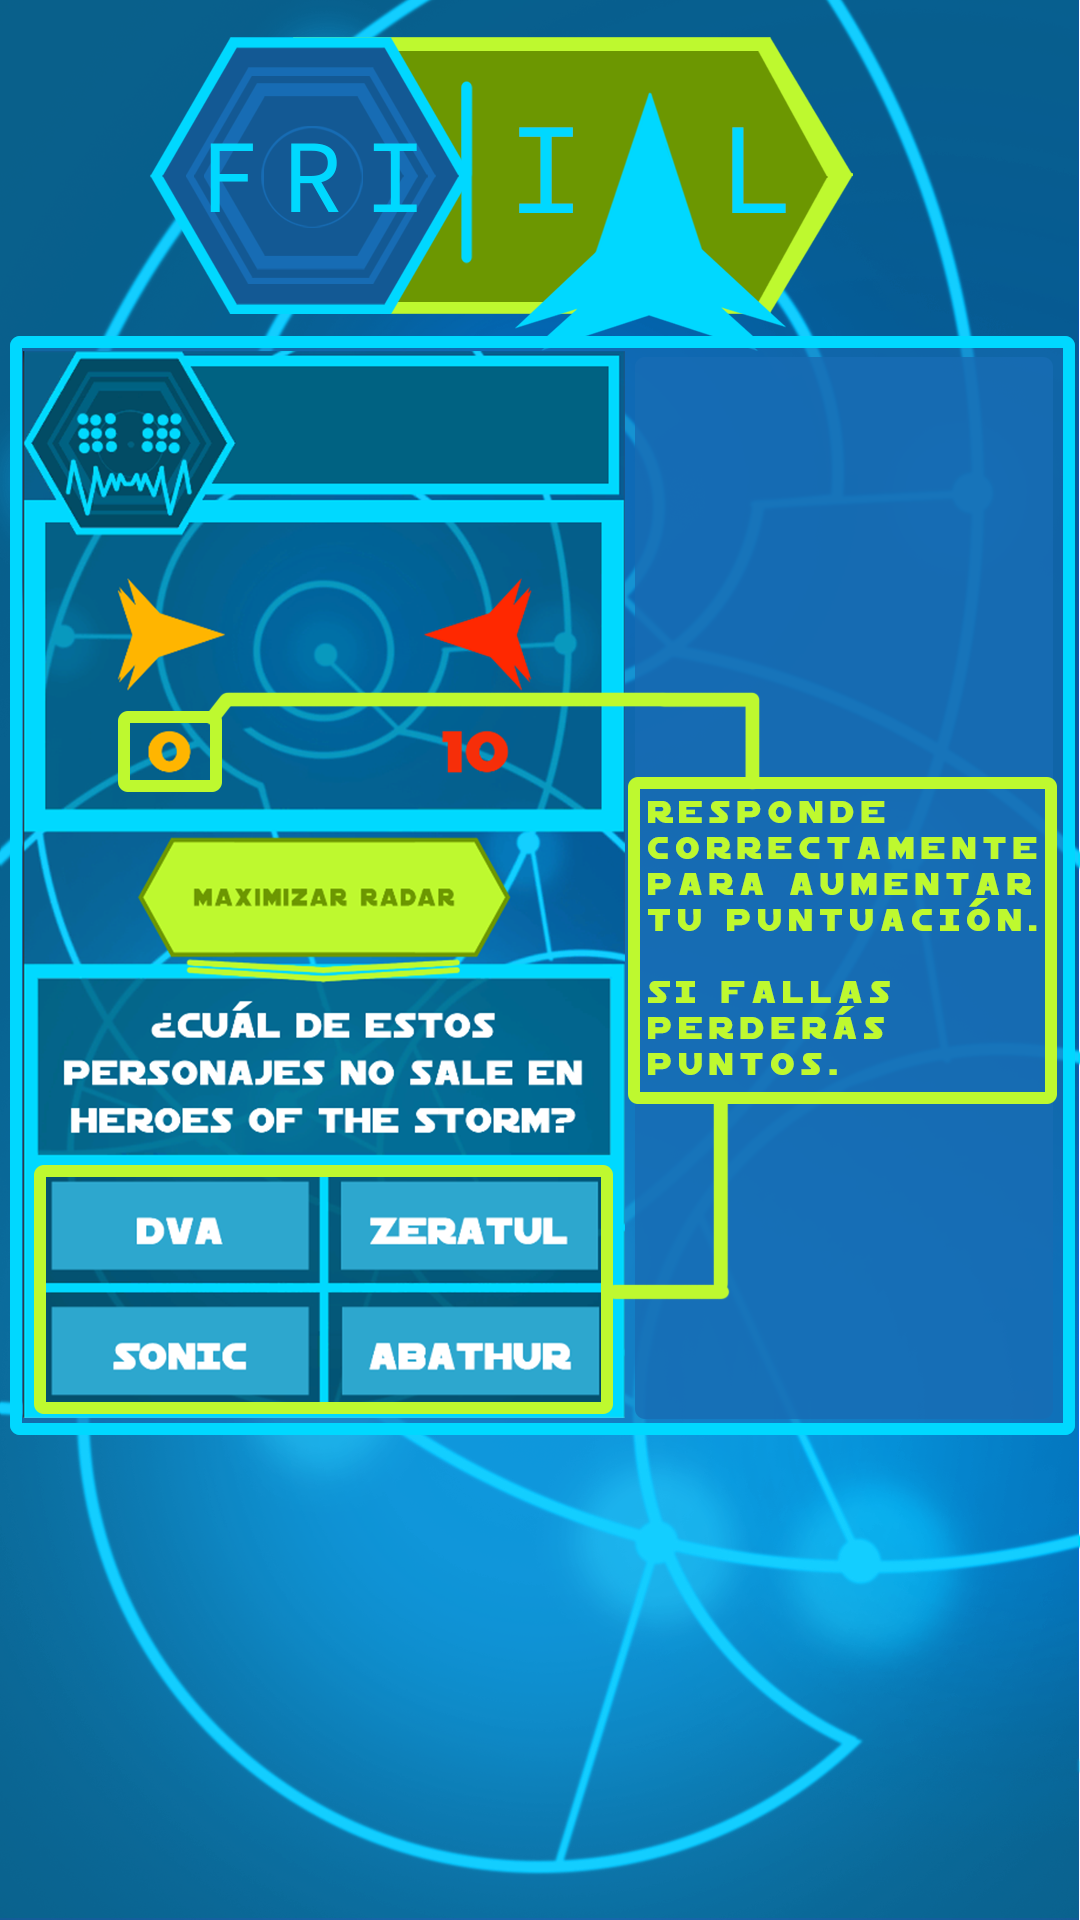 FRI I L
0 10
MAXIMIZAR RADAR
RESPONDE
CORRECTAMENTE
PARA AUMENTAR
TU PUNTUACIÓN.
SI FALLAS
PERDERÁS
PUNTOS.
¿CUÁL DE ESTOS
PERSONAJES NO SALE EN
HEROES OF THE STORM?
DVA ZERATUL
SONIC ABATHUR